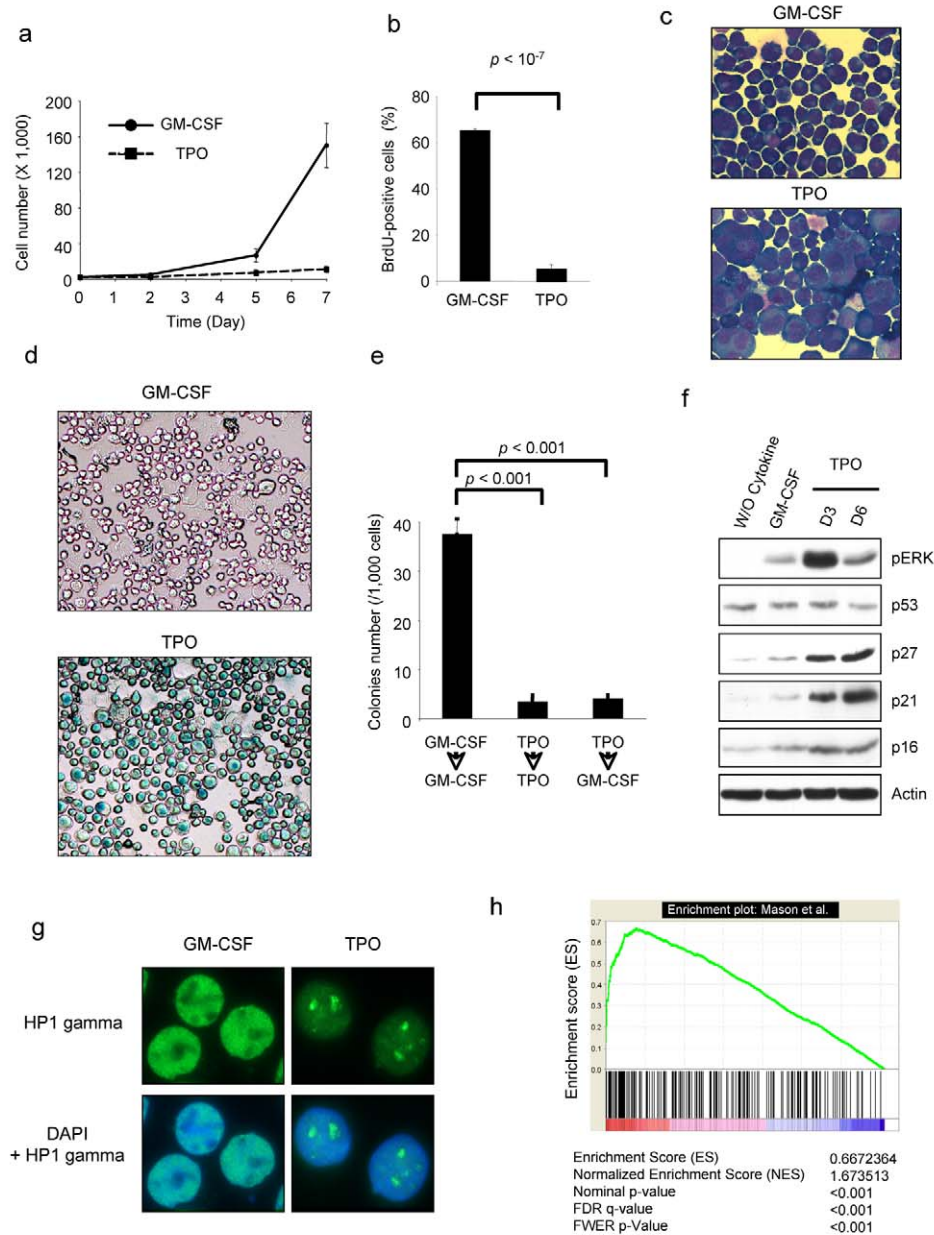 a
200
160
120
80
40
0
0 1 2 3 4 5 6 7
Cell number (X 1,000)
Time (Day)
GM-CSF
TPO
b
p < 10-7
80
60
40
20
0
BrdU-positive cells (%)
GM-CSF TPO
c
GM-CSF
TPO
d
GM-CSF
TPO
e
p < 0.001
p < 0.001
40
30
20
10
0
Colonies number (/1,000 cells)
GM-CSF TPO TPO
GM-CSF TPO GM-CSF
f
W/O Cytokine
GM-CSF
TPO
D3
D6
pERK
p53
p27
p21
p16
Actin
g
GM-CSF TPO
HP1 gamma
DAPI
+ HP1 gamma
h
Enrichment plot: Mason et al.
0.7
0.6
0.5
0.4
0.3
0.2
0.1
0.0
Enrichment score (ES)
Enrichment Score (ES) 0.6672364
Normalized Enrichment Score (NES) 1.673513
Nominal p-value <0.001
FDR q-value <0.001
FWER p-Value <0.001